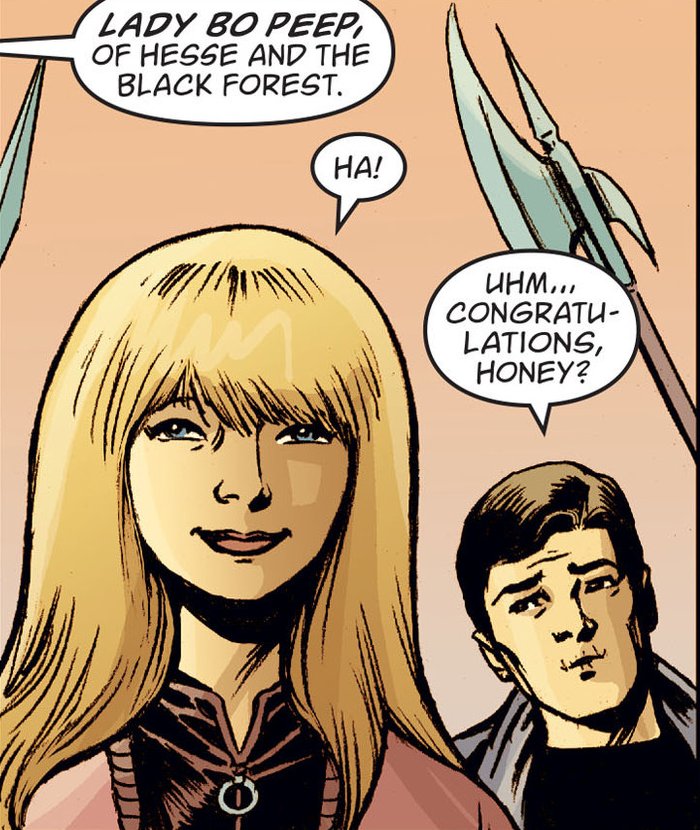 LADY BO PEEP,
OF HESSE AND THE
BLACK FOREST.
HA!
UHM...
CONGRATU-
LATIONS,
HONEY?